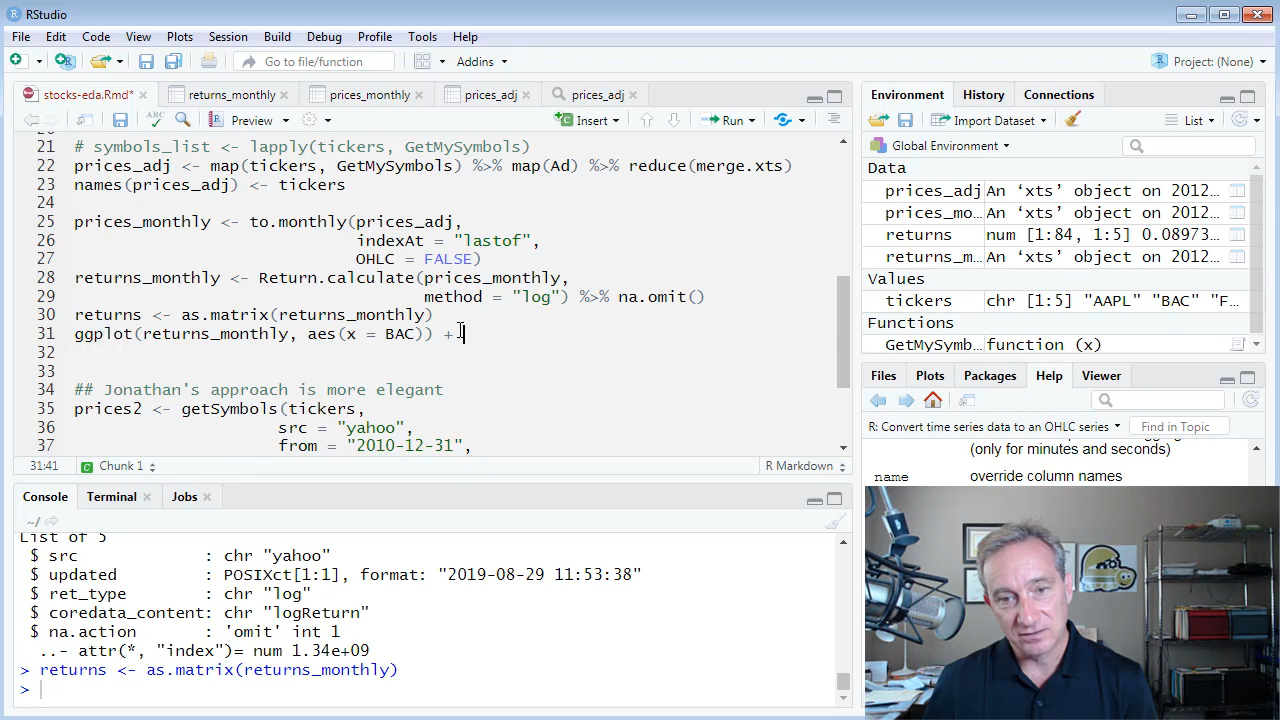 RStudio
File Edit Code View Plots Session Build Debug Profile Tools Help
Go to file/function Addins Project: (None)
stocks-eda.Rmd* returns_monthly prices_monthly prices_adj prices_adj
ABC Preview Insert Run
21 # symbols_list <- lapply(tickers, GetMySymbols)
22 prices_adj <- map(tickers, GetMySymbols) %>% map(Ad) %>% reduce(merge.xts)
23 names(prices_adj) <- tickers
24
25 prices_monthly <- to.monthly(prices_adj,
26 indexAt = "lastof",
27 OHLC = FALSE)
28 returns_monthly <- Return.calculate(prices_monthly,
29 method = "log") %>% na.omit()
30 returns <- as.matrix(returns_monthly)
31 ggplot(returns_monthly, aes(x = BAC)) +
32
33
34 ## Jonathan's approach is more elegant
35 prices2 <- getSymbols(tickers,
36 src = "yahoo",
37 from = "2010-12-31",
31:41 Chunk 1 R Markdown
Console Terminal Jobs
~/
List of 5
$ src : chr "yahoo"
$ updated : POSIXct[1:1], format: "2019-08-29 11:53:38"
$ ret_type : chr "log"
$ coredata_content: chr "logReturn"
$ na.action : 'omit' int 1
..- attr(*, "index")= num 1.34e+09
> returns <- as.matrix(returns_monthly)
>
Environment History Connections
Import Dataset List
Global Environment
Data
prices_adj An ‘xts’ object on 2012…
prices_mo… An ‘xts’ object on 2012…
returns num [1:84, 1:5] 0.08973…
returns_m… An ‘xts’ object on 2012…
Values
tickers chr [1:5] "AAPL" "BAC" "F…
Functions
GetMySymb… function (x)
Files Plots Packages Help Viewer
R: Convert time series data to an OHLC series Find in Topic
(only for minutes and seconds)
name override column names